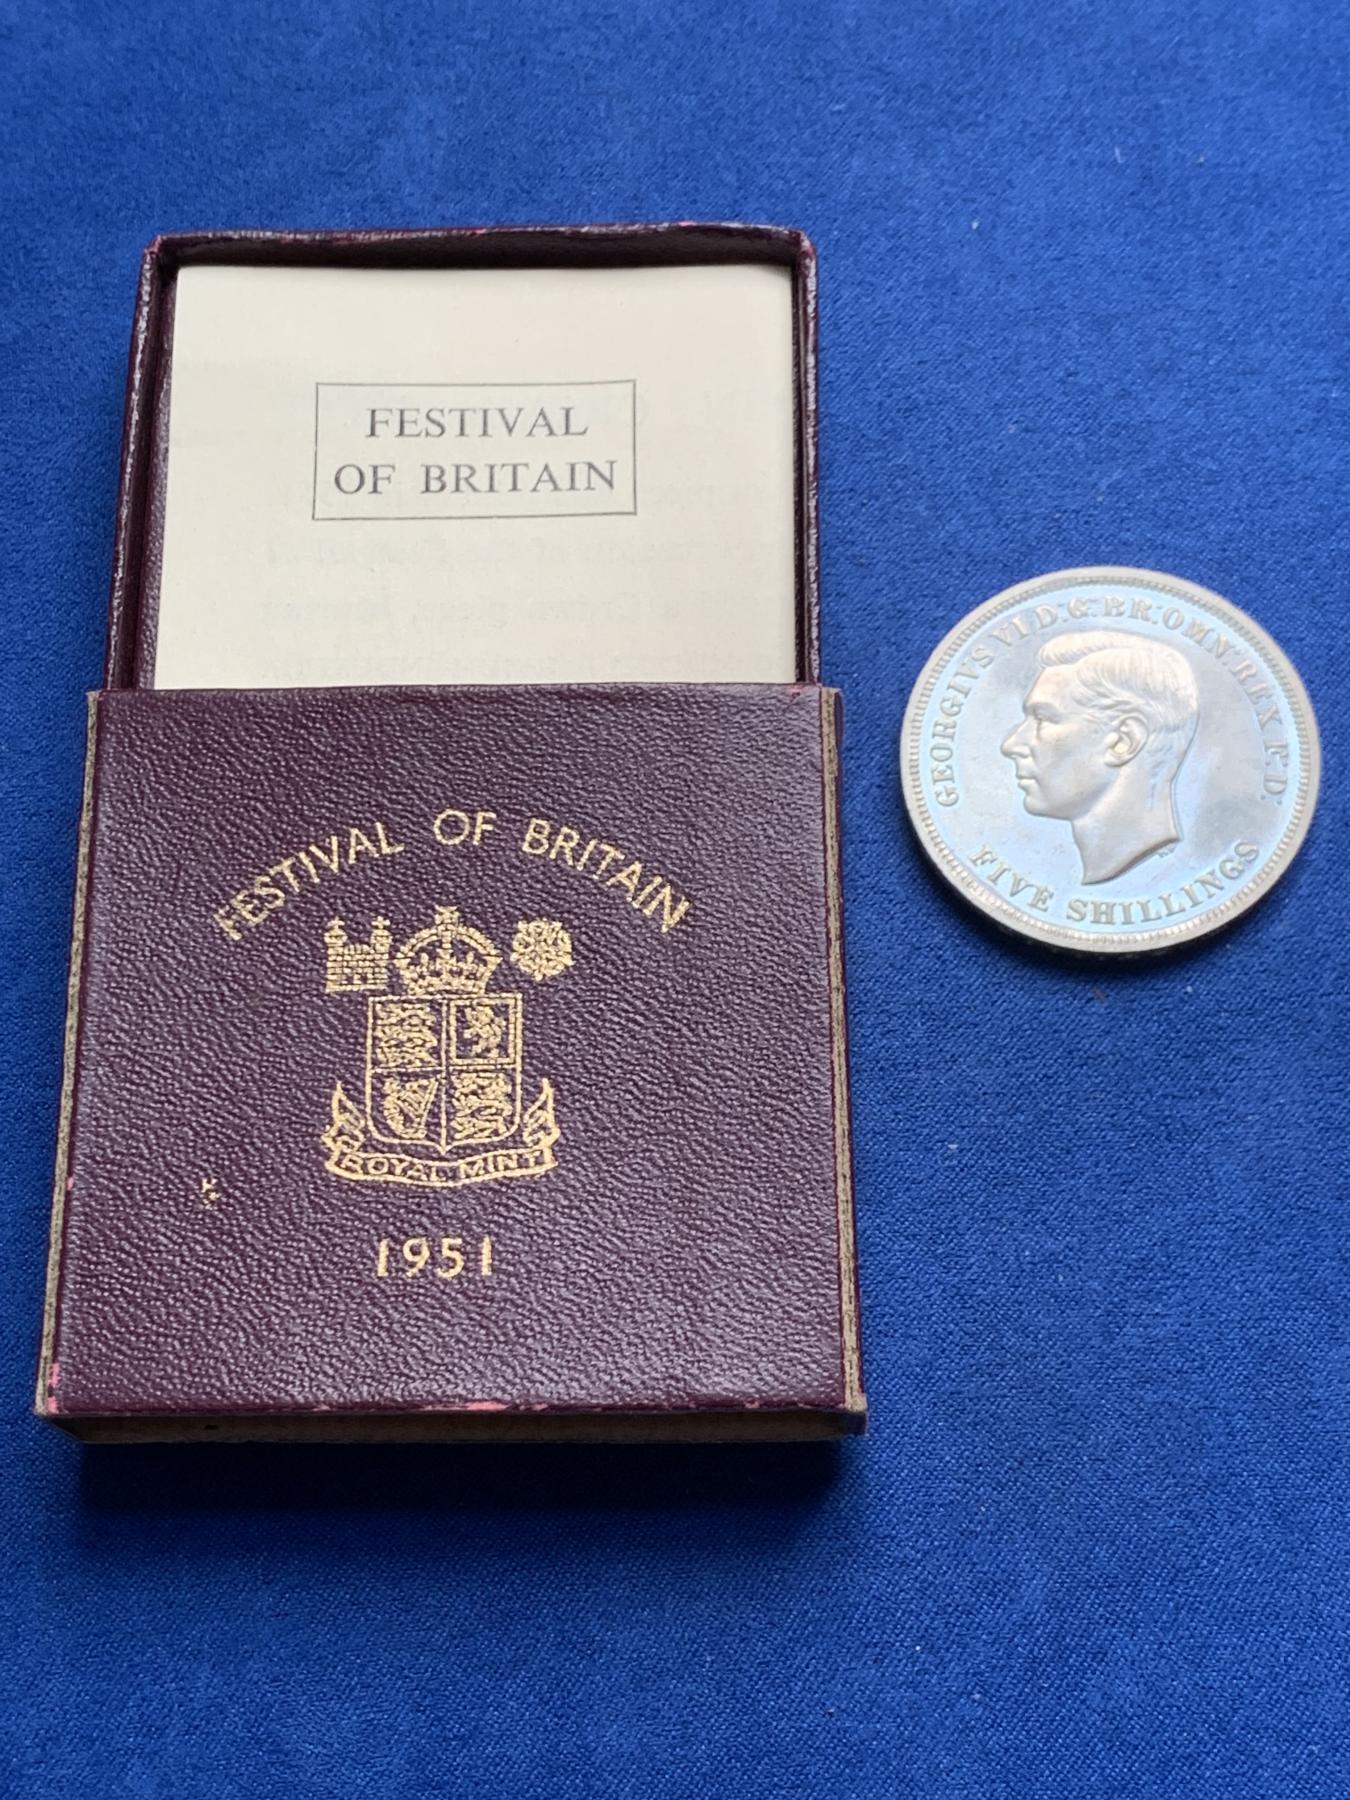 FESTIVAL
OF BRITAIN
FESTIVAL OF BRITAIN
ROYAL MINT
1951
GEORGIVS VI D:G:BR:OMN:REX F:D:
FIVE SHILLINGS